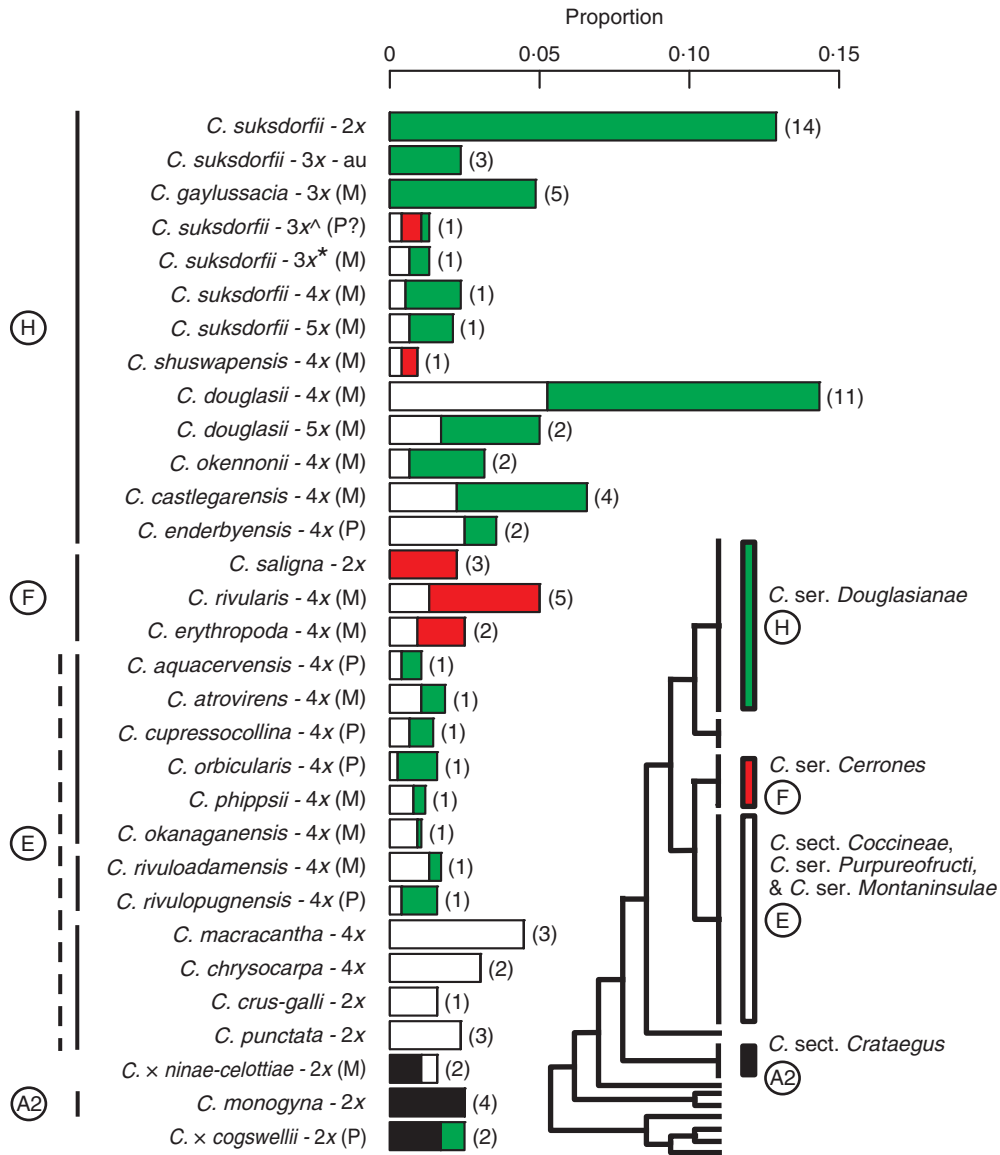 Proportion
0 0·05 0·10 0·15
C. suksdorfii - 2x (14)
C. suksdorfii - 3x - au (3)
C. gaylussacia - 3x (M) (5)
C. suksdorfii - 3x^ (P?) (1)
C. suksdorfii - 3x* (M) (1)
C. suksdorfii - 4x (M) (1)
H
C. suksdorfii - 5x (M) (1)
C. shuswapensis - 4x (M) (1)
C. douglasii - 4x (M) (11)
C. douglasii - 5x (M) (2)
C. okennonii - 4x (M) (2)
C. castlegarensis - 4x (M) (4)
C. enderbyensis - 4x (P) (2)
C. saligna - 2x (3)
F
C. rivularis - 4x (M) (5)
C. erythropoda - 4x (M) (2)
C. aquacervensis - 4x (P) (1)
C. atrovirens - 4x (M) (1)
C. cupressocollina - 4x (P) (1)
C. orbicularis - 4x (P) (1)
C. phippsii - 4x (M) (1)
C. okanaganensis - 4x (M) (1)
E
C. rivuloadamensis - 4x (M) (1)
C. rivulopugnensis - 4x (P) (1)
C. macracantha - 4x (3)
C. chrysocarpa - 4x (2)
C. crus-galli - 2x (1)
C. punctata - 2x (3)
C. × ninae-celottiae - 2x (M) (2)
A2
C. monogyna - 2x (4)
C. × cogswellii - 2x (P) (2)
C. ser. Douglasianae
H
C. ser. Cerrones
F
C. sect. Coccineae,
C. ser. Purpureofructi,
& C. ser. Montaninsulae
E
C. sect. Crataegus
A2